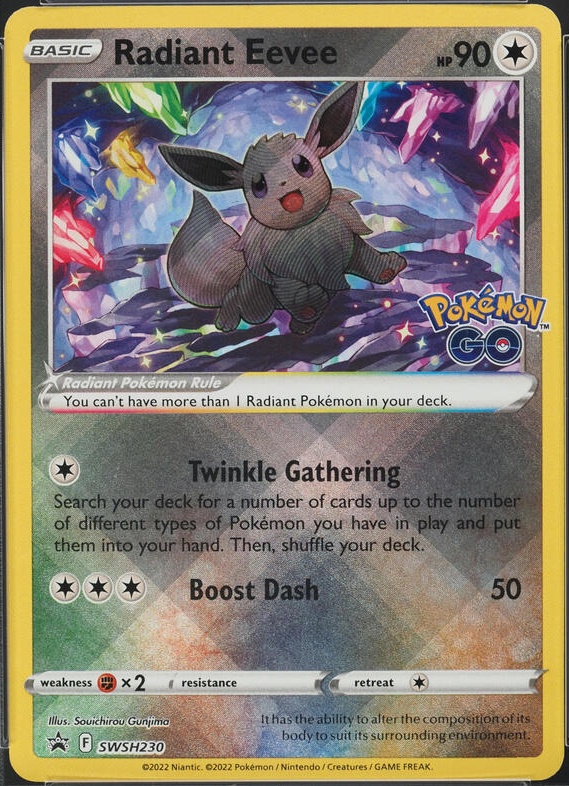 BASIC
Radiant Eevee
HP 90
Pokémon
GO
TM
Radiant Pokémon Rule
You can't have more than 1 Radiant Pokémon in your deck.
Twinkle Gathering
Search your deck for a number of cards up to the number
of different types of Pokémon you have in play and put
them into your hand. Then, shuffle your deck.
Boost Dash 50
weakness ×2 resistance retreat
Illus. Souichirou Gunjima
It has the ability to alter the composition of its
body to suit its surrounding environment.
F SWSH230
©2022 Niantic. ©2022 Pokémon / Nintendo / Creatures / GAME FREAK.